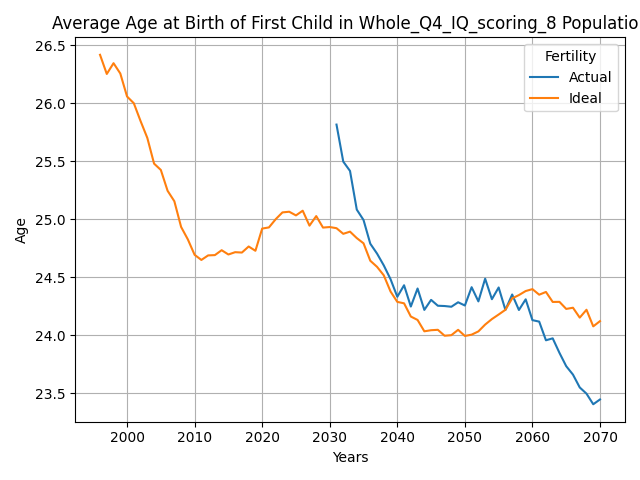 Average Age at Birth of First Child in Whole_Q4_IQ_scoring_8 Populatio
26.5
26.0
25.5
25.0
24.5
24.0
23.5
Age
Fertility
Actual
Ideal
2000 2010 2020 2030 2040 2050 2060 2070
Years